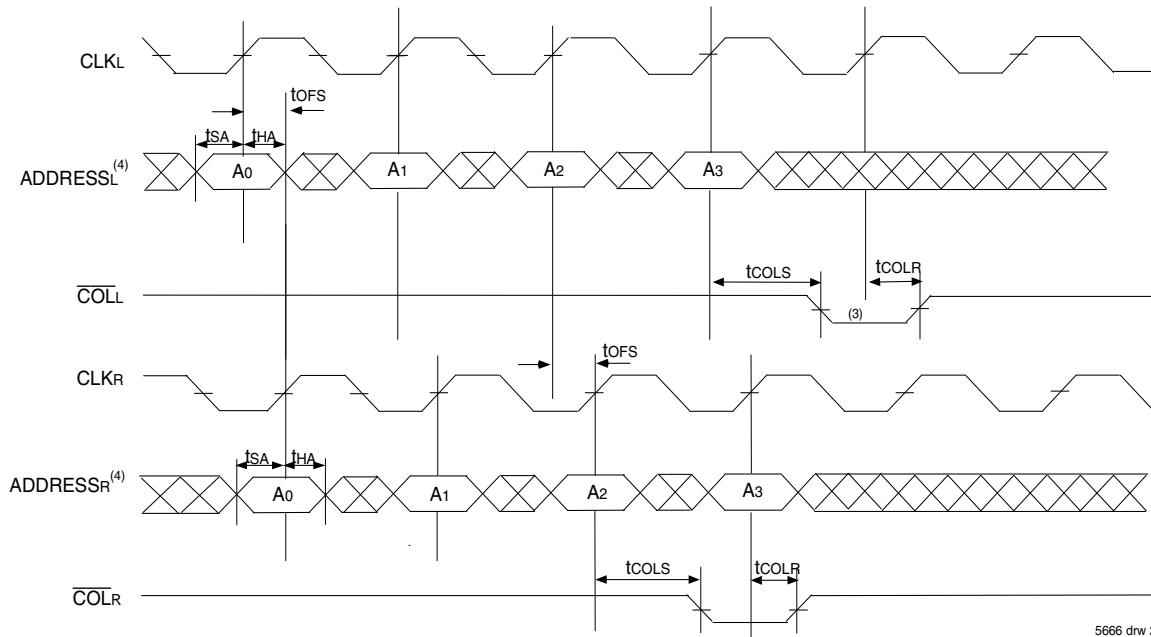 CLKL
tOFS
tSA tHA
ADDRESSL(4) A0 A1 A2 A3
tCOLS tCOLR
COLL (3)
tOFS
CLKR
tSA tHA
ADDRESSR(4) A0 A1 A2 A3
tCOLS tCOLR
COLR
5666 drw